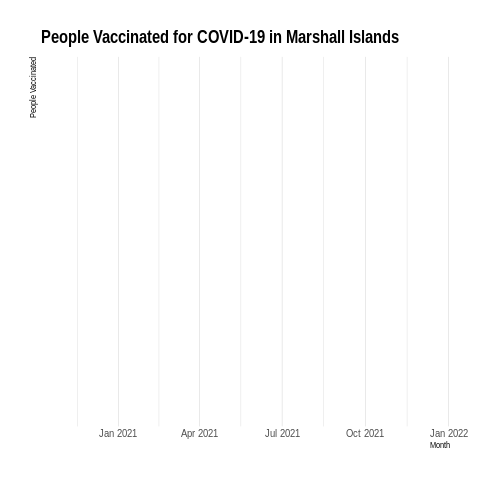 People Vaccinated for COVID-19 in Marshall Islands
People Vaccinated
Jan 2021
Apr 2021
Jul 2021
Oct 2021
Jan 2022
Month